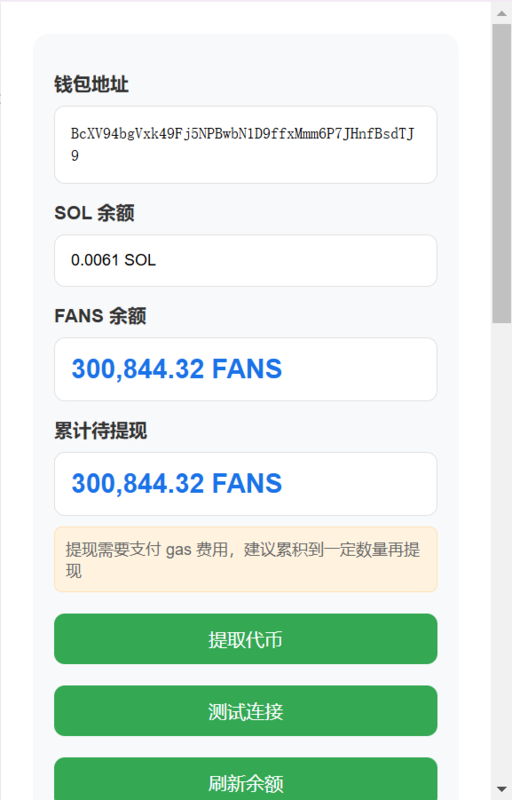 钱包地址
BcXV94bgVxk49Fj5NPBwbN1D9ffxMmm6P7JHnfBsdTJ
9
SOL 余额
0.0061 SOL
FANS 余额
300,844.32 FANS
累计待提现
300,844.32 FANS
提现需要支付 gas 费用，建议累积到一定数量再提
现
提取代币
测试连接
刷新余额